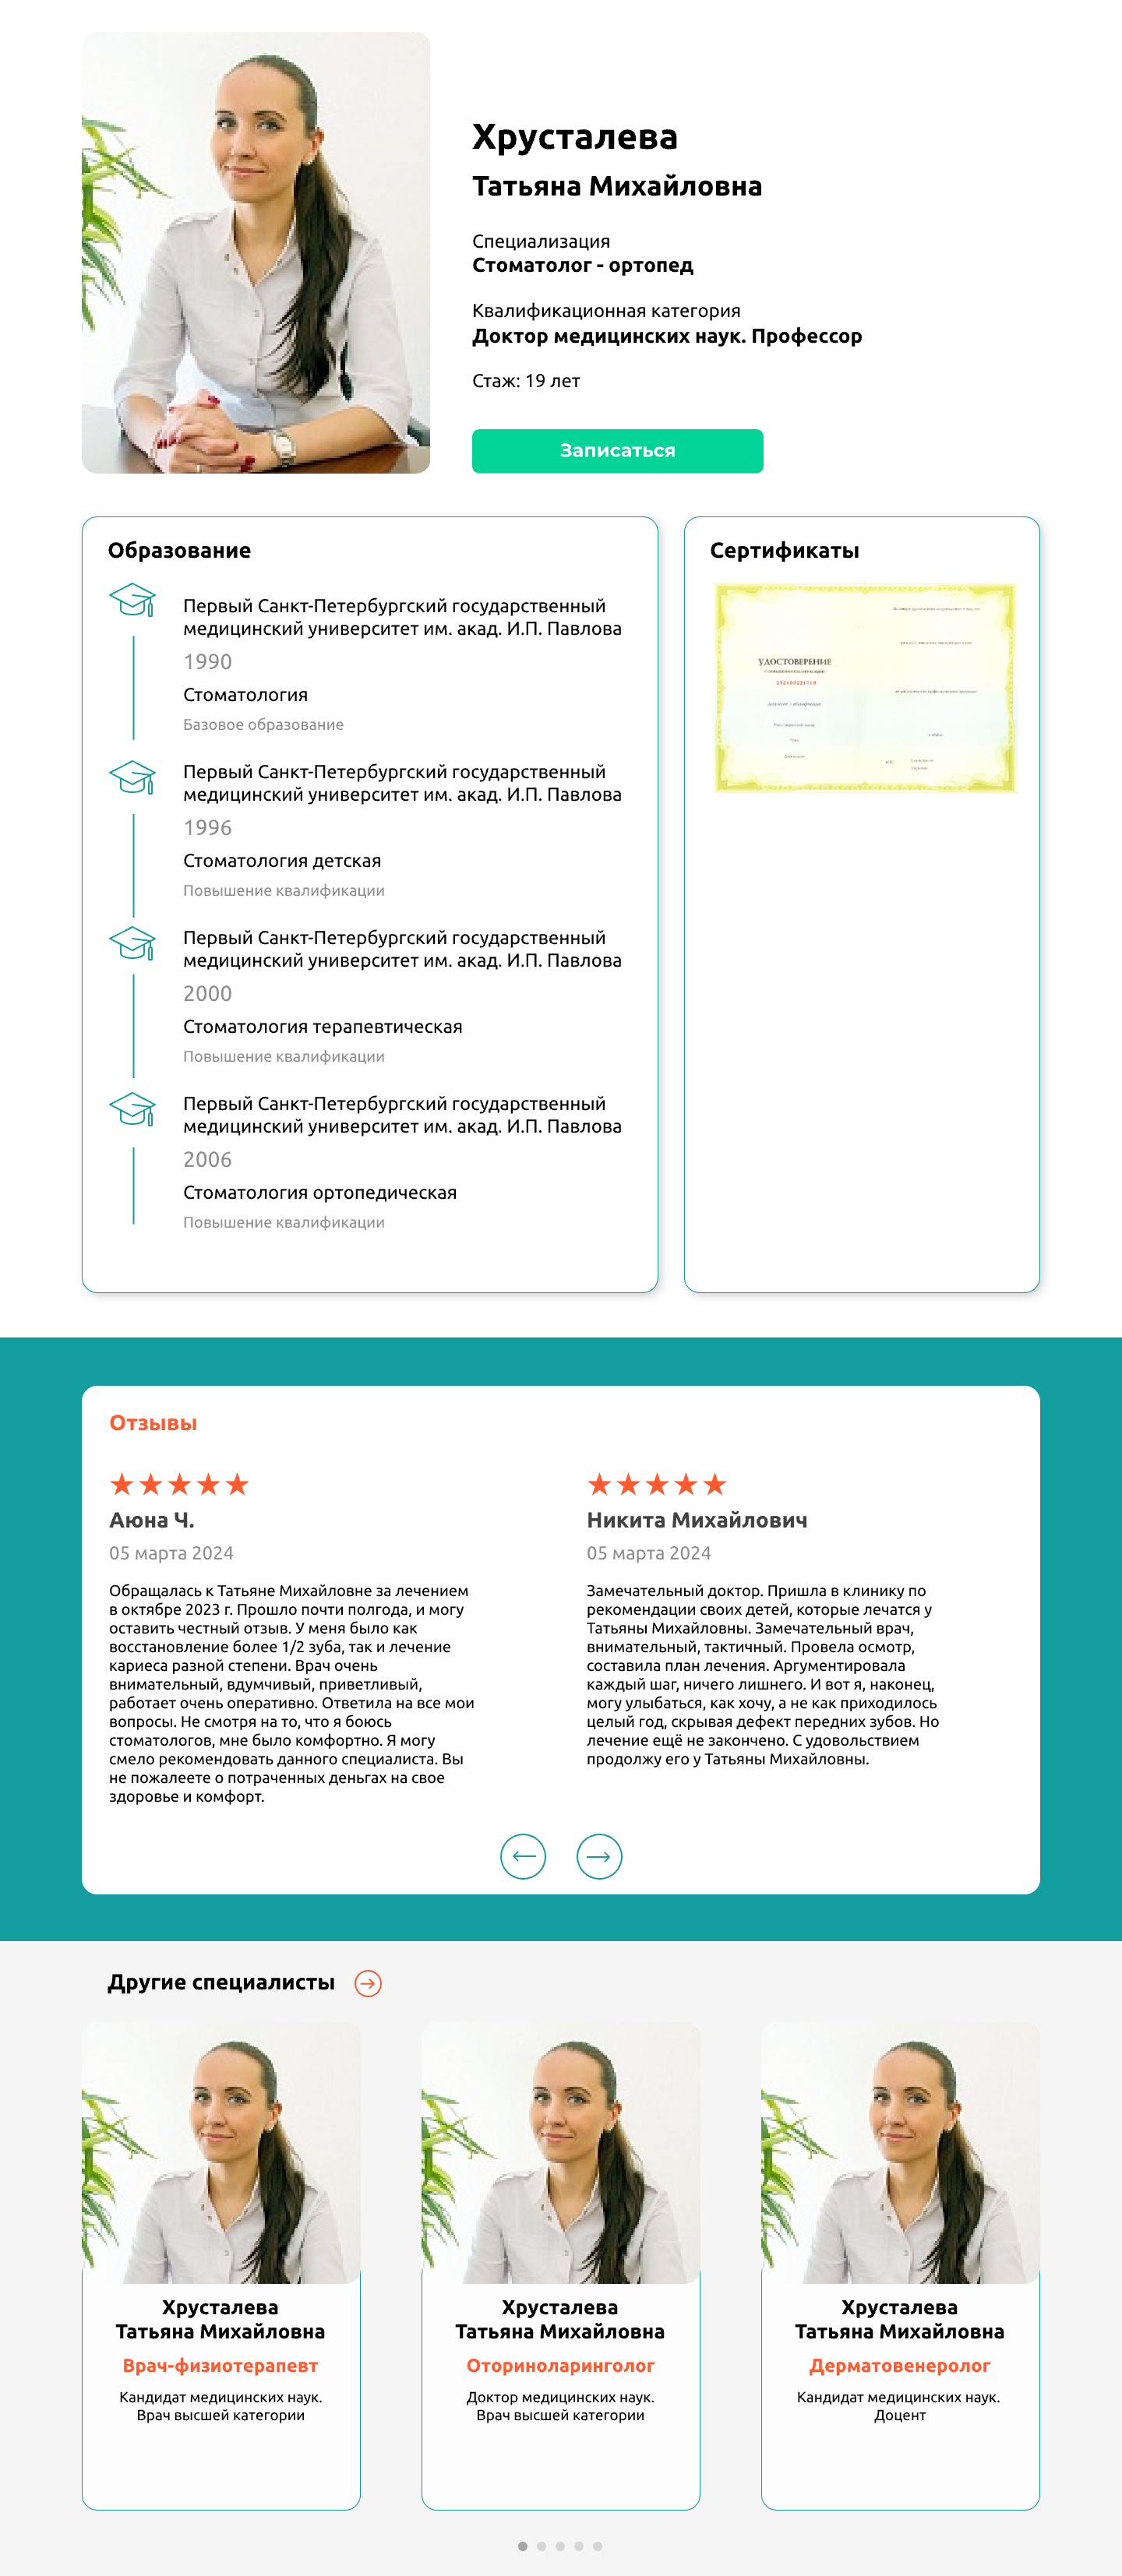 Хрусталева
Татьяна Михайловна
Специализация
Стоматолог - ортопед
Квалификационная категория
Доктор медицинских наук. Профессор
Стаж: 19 лет
Записаться
Образование
Первый Санкт-Петербургский государственный
медицинский университет им. акад. И.П. Павлова
1990
Стоматология
Базовое образование
Первый Санкт-Петербургский государственный
медицинский университет им. акад. И.П. Павлова
1996
Стоматология детская
Повышение квалификации
Первый Санкт-Петербургский государственный
медицинский университет им. акад. И.П. Павлова
2000
Стоматология терапевтическая
Повышение квалификации
Первый Санкт-Петербургский государственный
медицинский университет им. акад. И.П. Павлова
2006
Стоматология ортопедическая
Повышение квалификации
Сертификаты
УДОСТОВЕРЕНИЕ
Отзывы
Аюна Ч.
05 марта 2024
Обращалась к Татьяне Михайловне за лечением
в октябре 2023 г. Прошло почти полгода, и могу
оставить честный отзыв. У меня было как
восстановление более 1/2 зуба, так и лечение
кариеса разной степени. Врач очень
внимательный, вдумчивый, приветливый,
работает очень оперативно. Ответила на все мои
вопросы. Не смотря на то, что я боюсь
стоматологов, мне было комфортно. Я могу
смело рекомендовать данного специалиста. Вы
не пожалеете о потраченных деньгах на свое
здоровье и комфорт.
Никита Михайлович
05 марта 2024
Замечательный доктор. Пришла в клинику по
рекомендации своих детей, которые лечатся у
Татьяны Михайловны. Замечательный врач,
внимательный, тактичный. Провела осмотр,
составила план лечения. Аргументировала
каждый шаг, ничего лишнего. И вот я, наконец,
могу улыбаться, как хочу, а не как приходилось
целый год, скрывая дефект передних зубов. Но
лечение ещё не закончено. С удовольствием
продолжу его у Татьяны Михайловны.
Другие специалисты
Хрусталева
Татьяна Михайловна
Врач-физиотерапевт
Кандидат медицинских наук.
Врач высшей категории
Хрусталева
Татьяна Михайловна
Оториноларинголог
Доктор медицинских наук.
Врач высшей категории
Хрусталева
Татьяна Михайловна
Дерматовенеролог
Кандидат медицинских наук.
Доцент